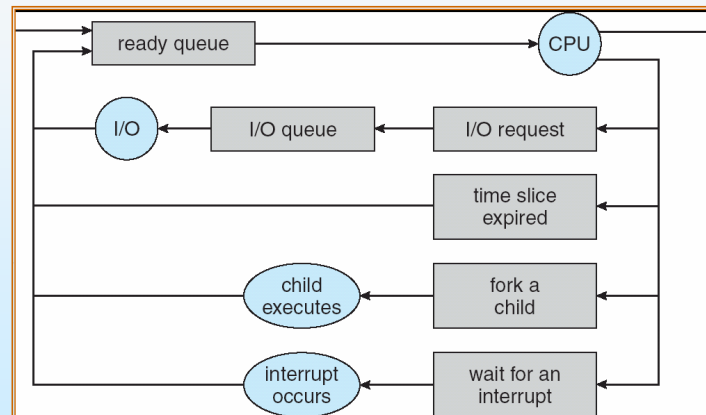 ready queue
CPU
I/O
I/O queue
I/O request
time slice
expired
child
executes
fork a
child
interrupt
occurs
wait for an
interrupt